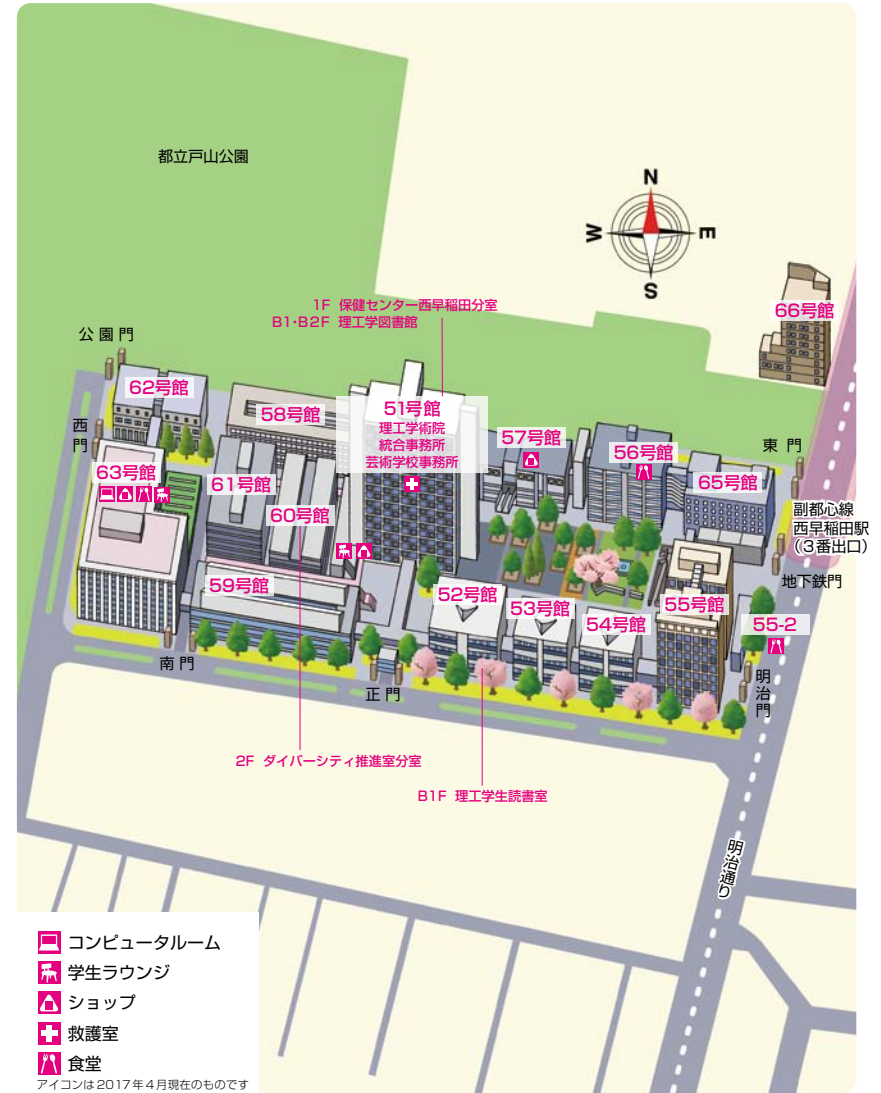 都立戸山公園
N
W
E
S
66号館
1F 保健センター西早稲田分室
B1・B2F 理工学図書館
公園門
62号館
58号館
51号館
理工学術院
統合事務所
芸術学校事務所
57号館
56号館
東門
西門
63号館
61号館
60号館
65号館
副都心線
西早稲田駅
(3番出口)
地下鉄門
59号館
52号館
53号館
54号館
55号館
55-2
南門
正門
明治門
2F ダイバーシティ推進室分室
B1F 理工学生読書室
明治通り
コンピュータルーム
学生ラウンジ
ショップ
救護室
食堂
アイコンは2017年4月現在のものです